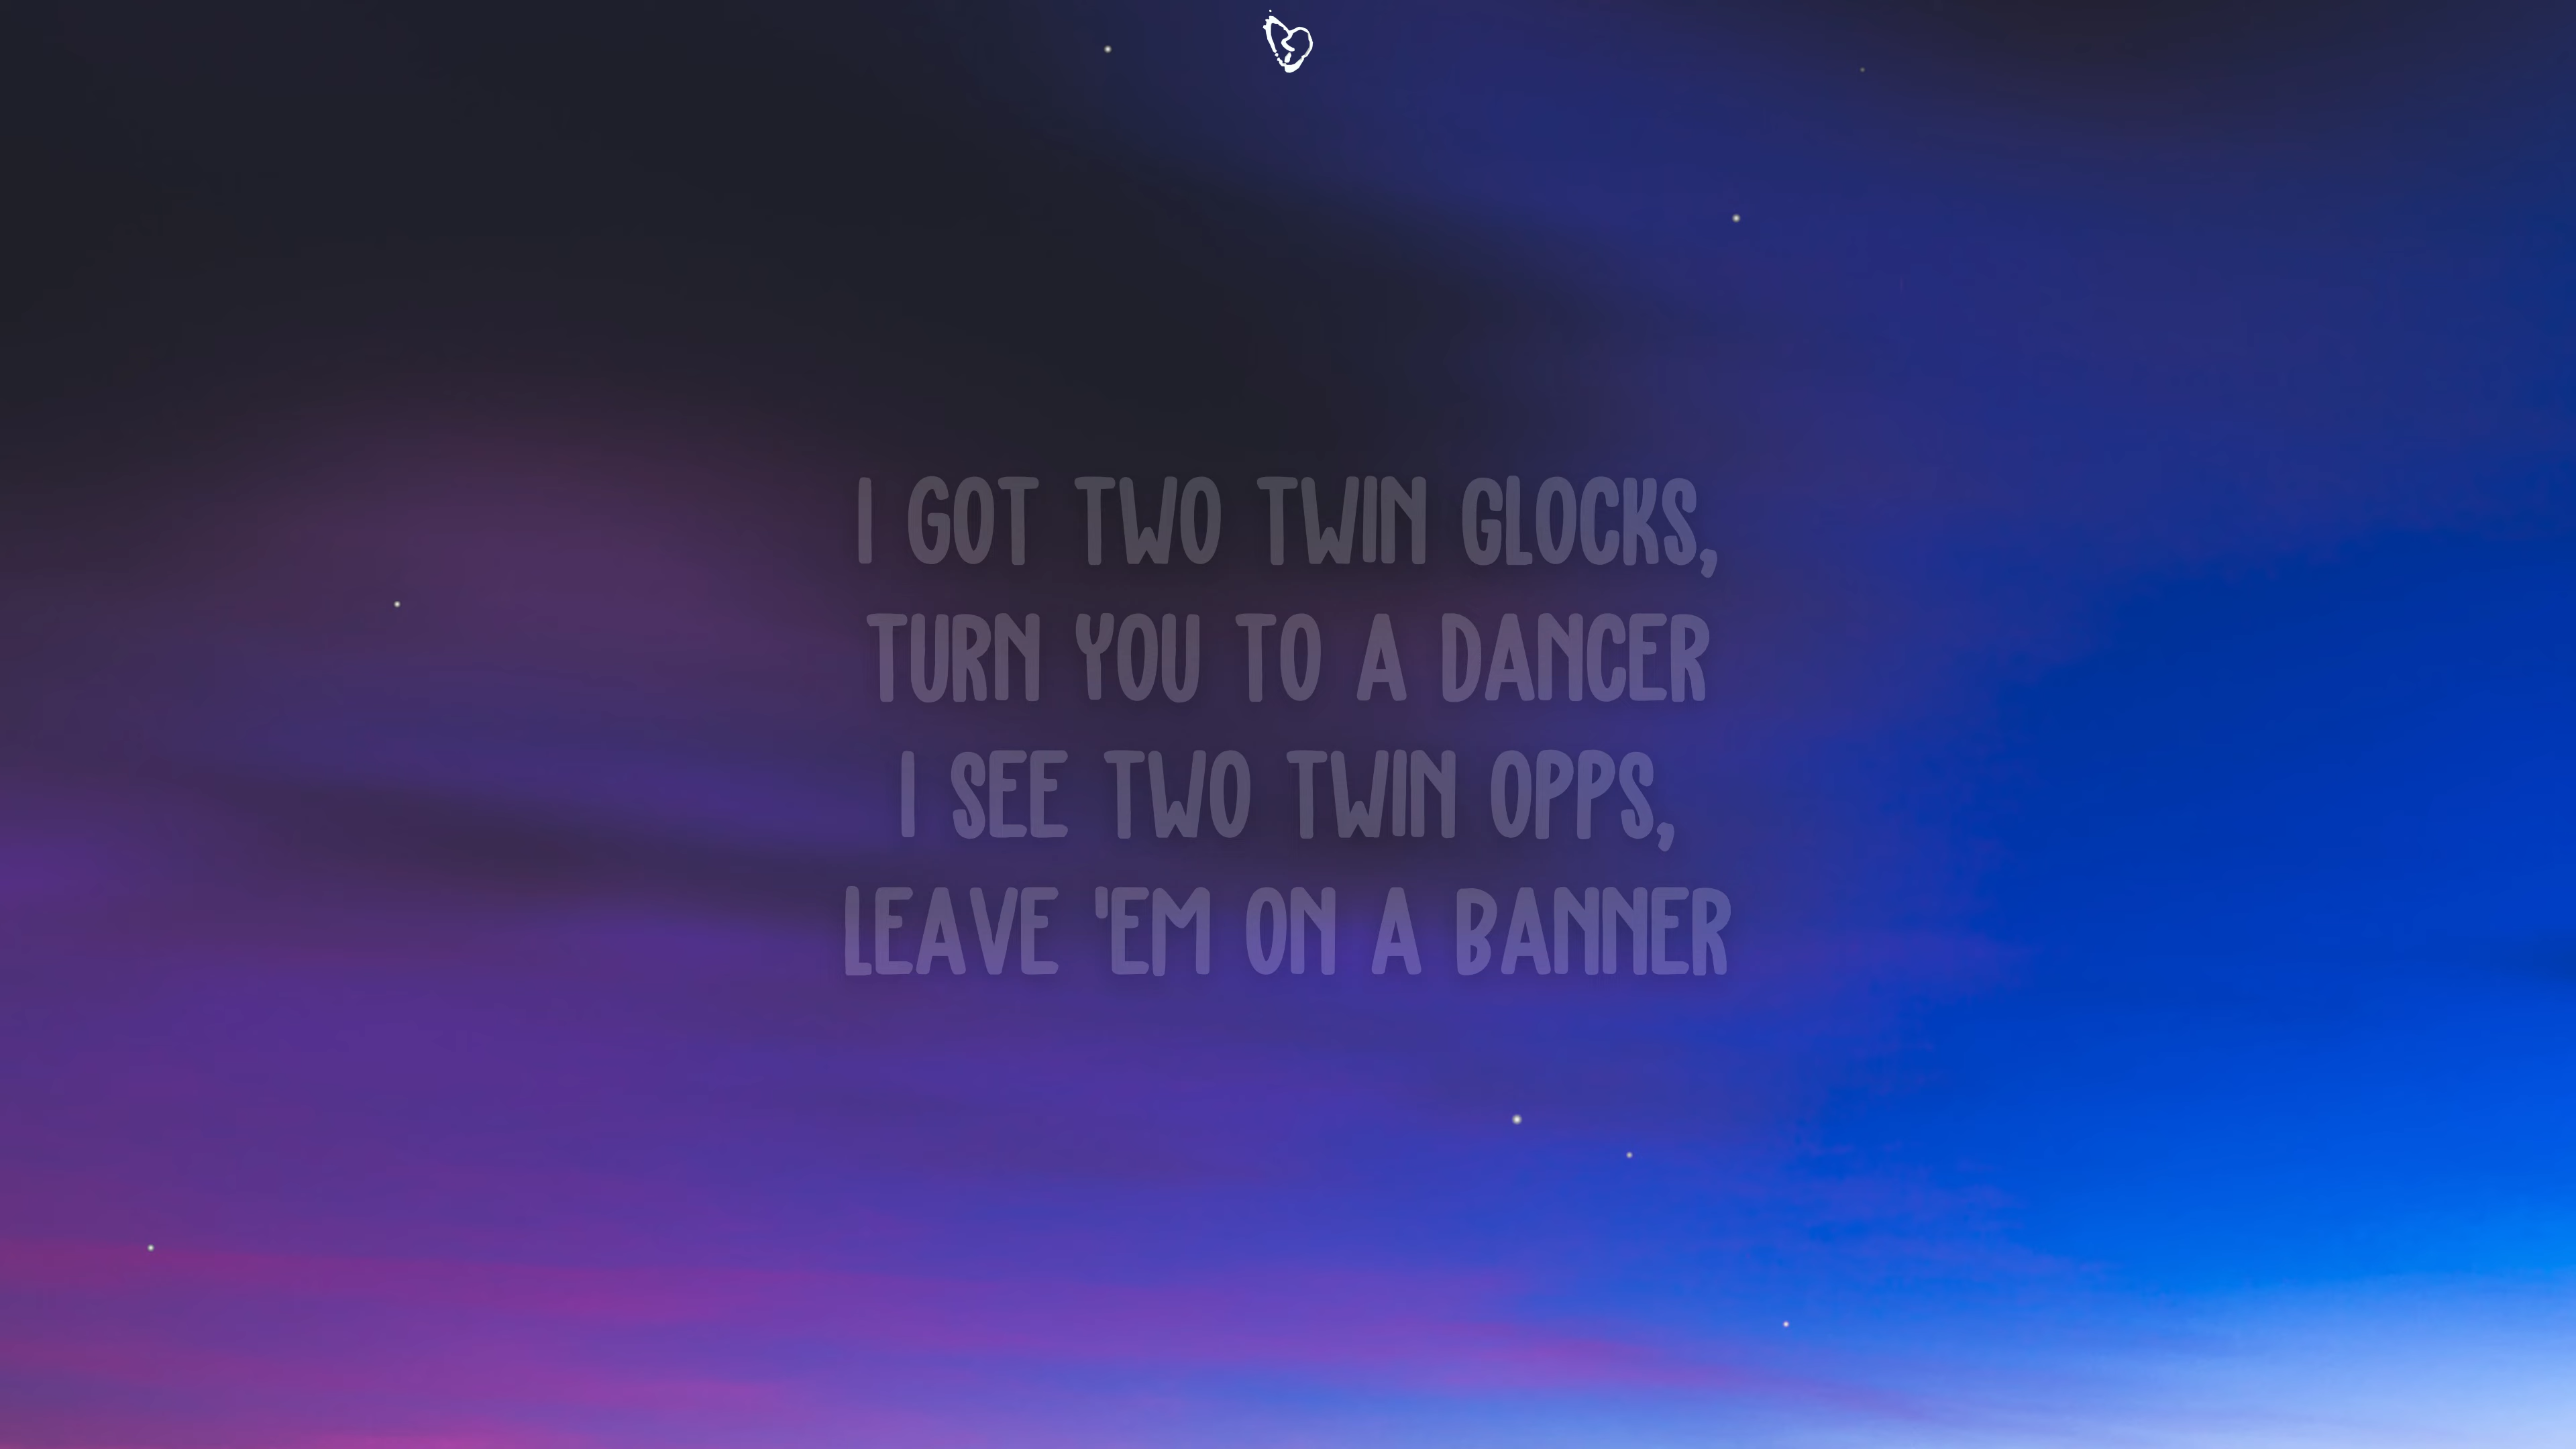 I GOT TWO TWIN GLOCKS,
TURN YOU TO A DANCER
I SEE TWO TWIN OPPS,
LEAVE 'EM ON A BANNER